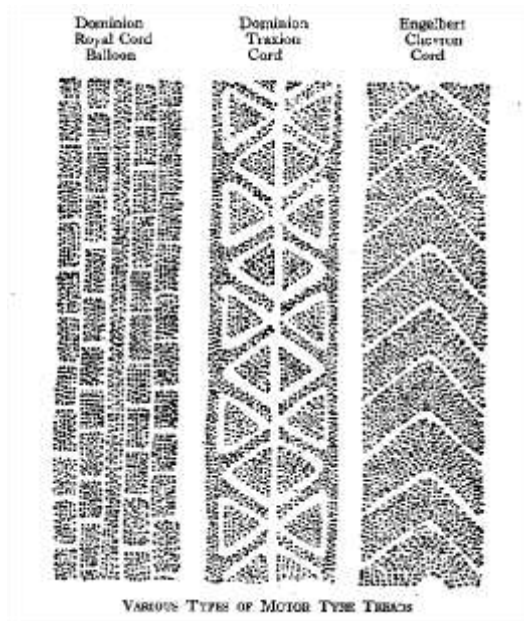 Dominion
Royal Cord
Balloon
Dominion
Traxion
Cord
Engelbert
Chevron
Cord
VARIOUS TYPES OF MOTOR TYRE TREADS